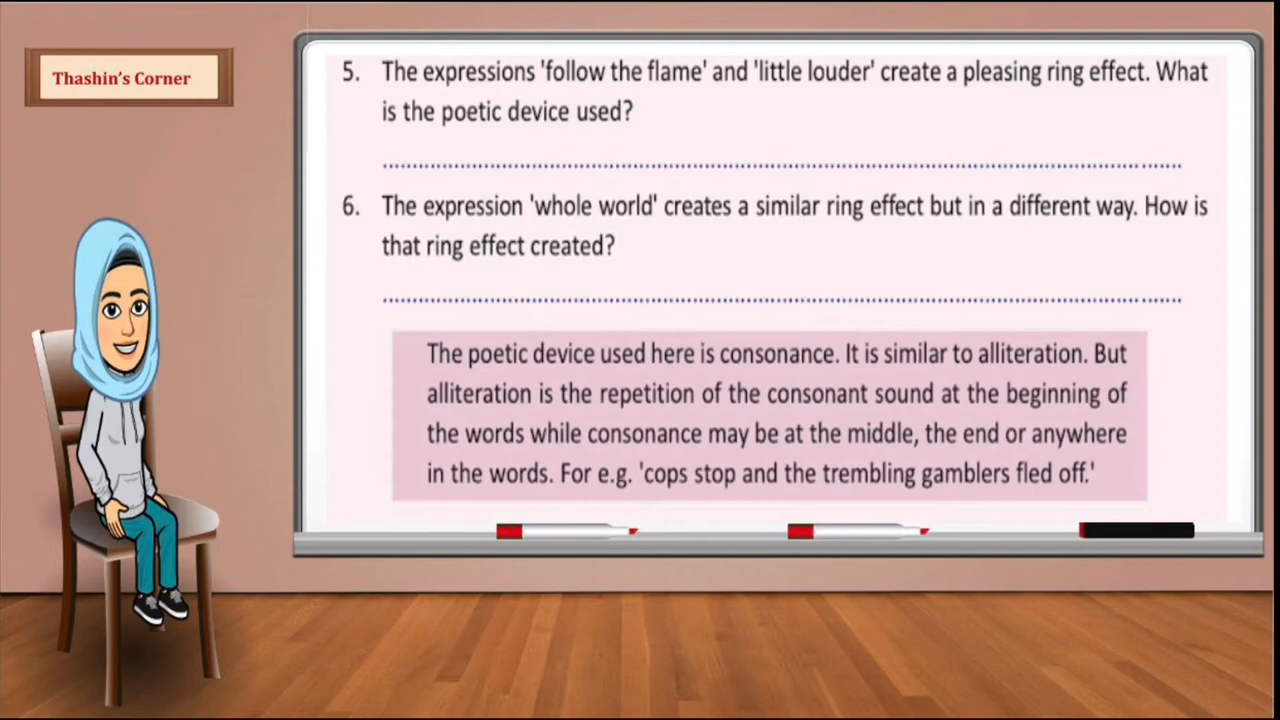 Thashin's Corner
5. The expressions 'follow the flame' and 'little louder' create a pleasing ring effect. What
is the poetic device used?
6. The expression 'whole world' creates a similar ring effect but in a different way. How is
that ring effect created?
The poetic device used here is consonance. It is similar to alliteration. But
alliteration is the repetition of the consonant sound at the beginning of
the words while consonance may be at the middle, the end or anywhere
in the words. For e.g. 'cops stop and the trembling gamblers fled off.'